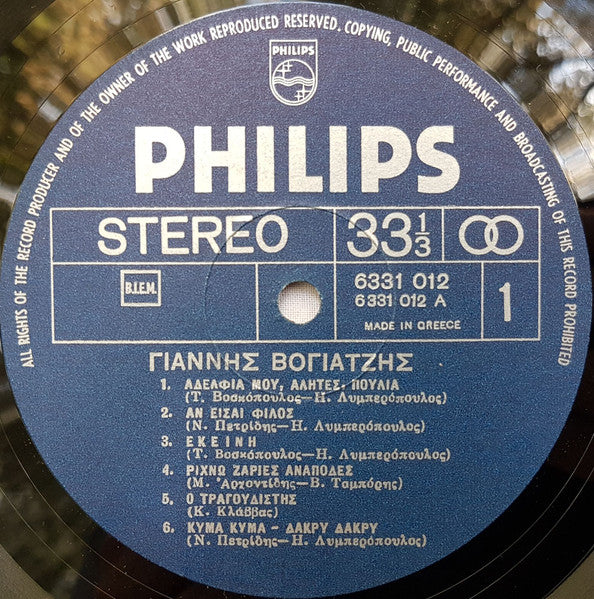 ALL RIGHTS OF THE RECORD PRODUCER AND OF THE OWNER OF THE WORK REPRODUCED RESERVED. COPYING, PUBLIC PERFORMANCE AND BROADCASTING OF THIS RECORD PROHIBITED
PHILIPS
PHILIPS
STEREO 33 1/3
B.I.E.M. 6331 012 1
6331 012 A
MADE IN GREECE
ΓΙΑΝΝΗΣ ΒΟΓΙΑΤΖΗΣ
1. ΑΔΕΛΦΙΑ ΜΟΥ, ΑΛΗΤΕΣ, ΠΟΥΛΙΑ
(Τ. Βοσκόπουλος—Η. Λυμπερόπουλος)
2. ΑΝ ΕΙΣΑΙ ΦΙΛΟΣ
(Ν. Πετρίδης—Η. Λυμπερόπουλος)
3. ΕΚΕΙΝΗ
(Τ. Βοσκόπουλος—Η. Λυμπερόπουλος)
4. ΡΙΧΝΩ ΖΑΡΙΕΣ ΑΝΑΠΟΔΕΣ
(Μ. Ἀρχοντίδης—Β. Ταμπόρης)
5. Ο ΤΡΑΓΟΥΔΙΣΤΗΣ
(Κ. Κλάββας)
6. ΚΥΜΑ ΚΥΜΑ - ΔΑΚΡΥ ΔΑΚΡΥ
(Ν. Πετρίδης—Η. Λυμπερόπουλος)